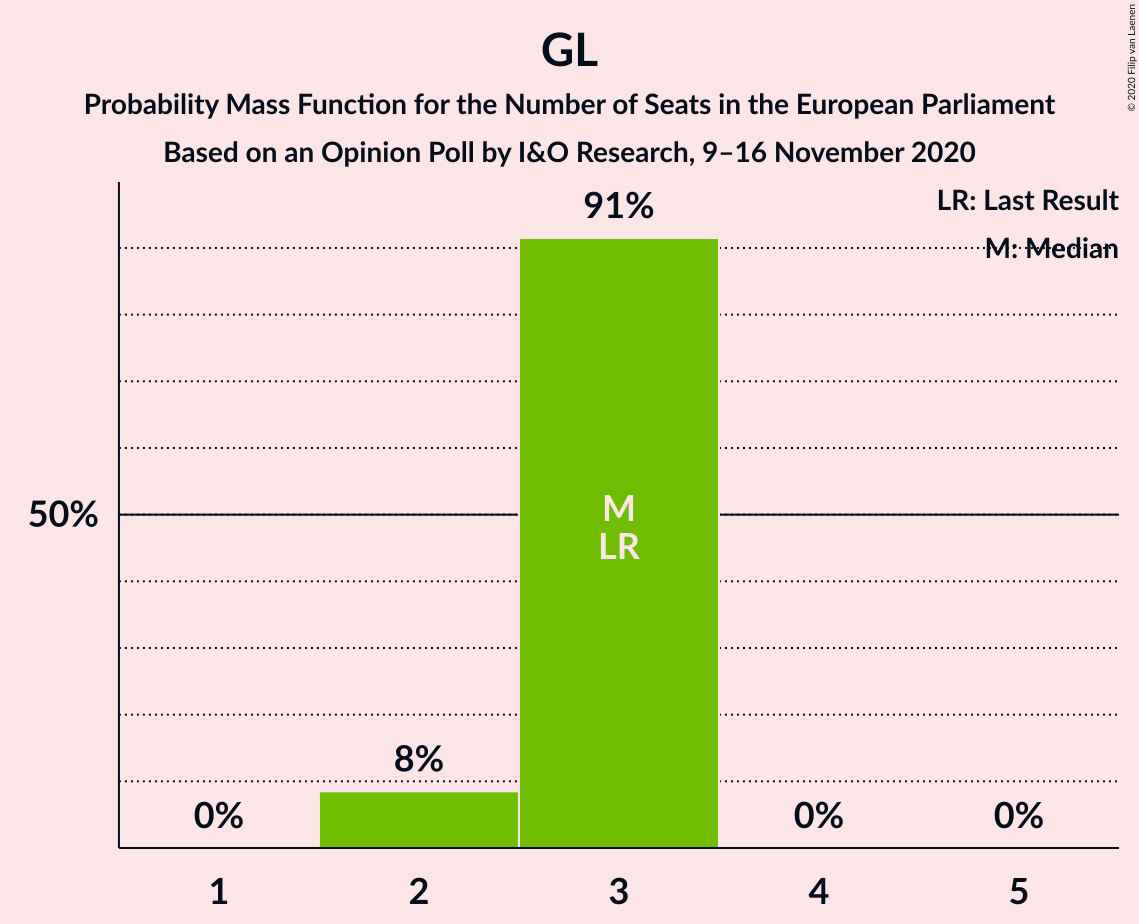 GL
Probability Mass Function for the Number of Seats in the European Parliament
Based on an Opinion Poll by I&O Research, 9–16 November 2020
© 2020 Filip van Laenen
LR: Last Result
M: Median
91%
50%
M
LR
8%
0%
0%
0%
1
2
3
4
5